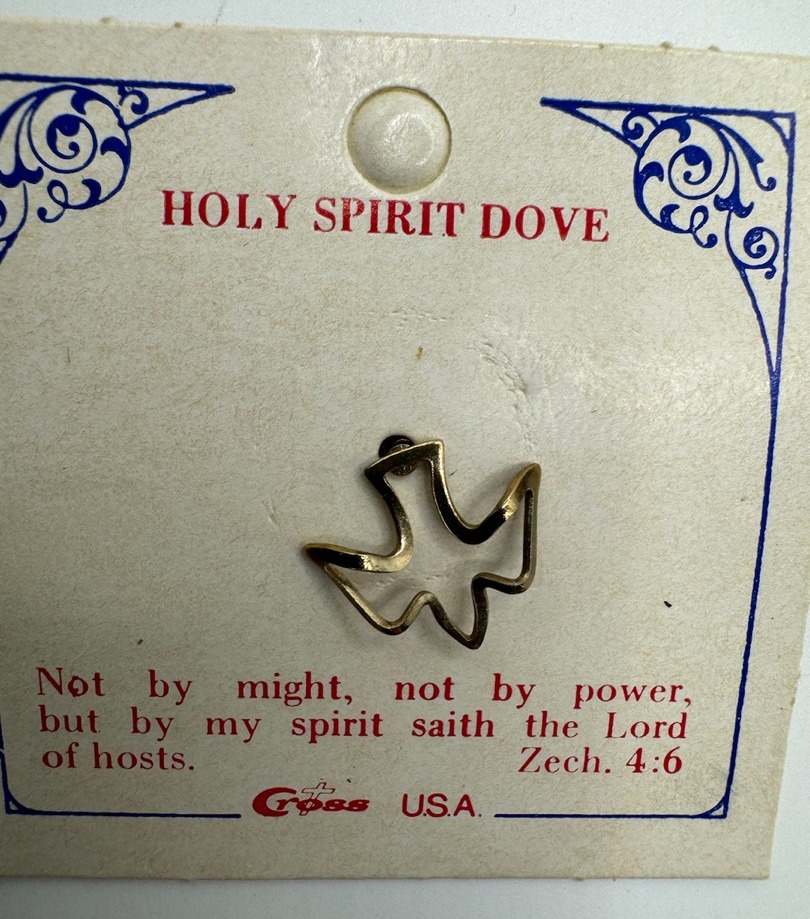 HOLY SPIRIT DOVE
Not by might, not by power,
but by my spirit saith the Lord
of hosts. Zech. 4:6
Cross U.S.A.